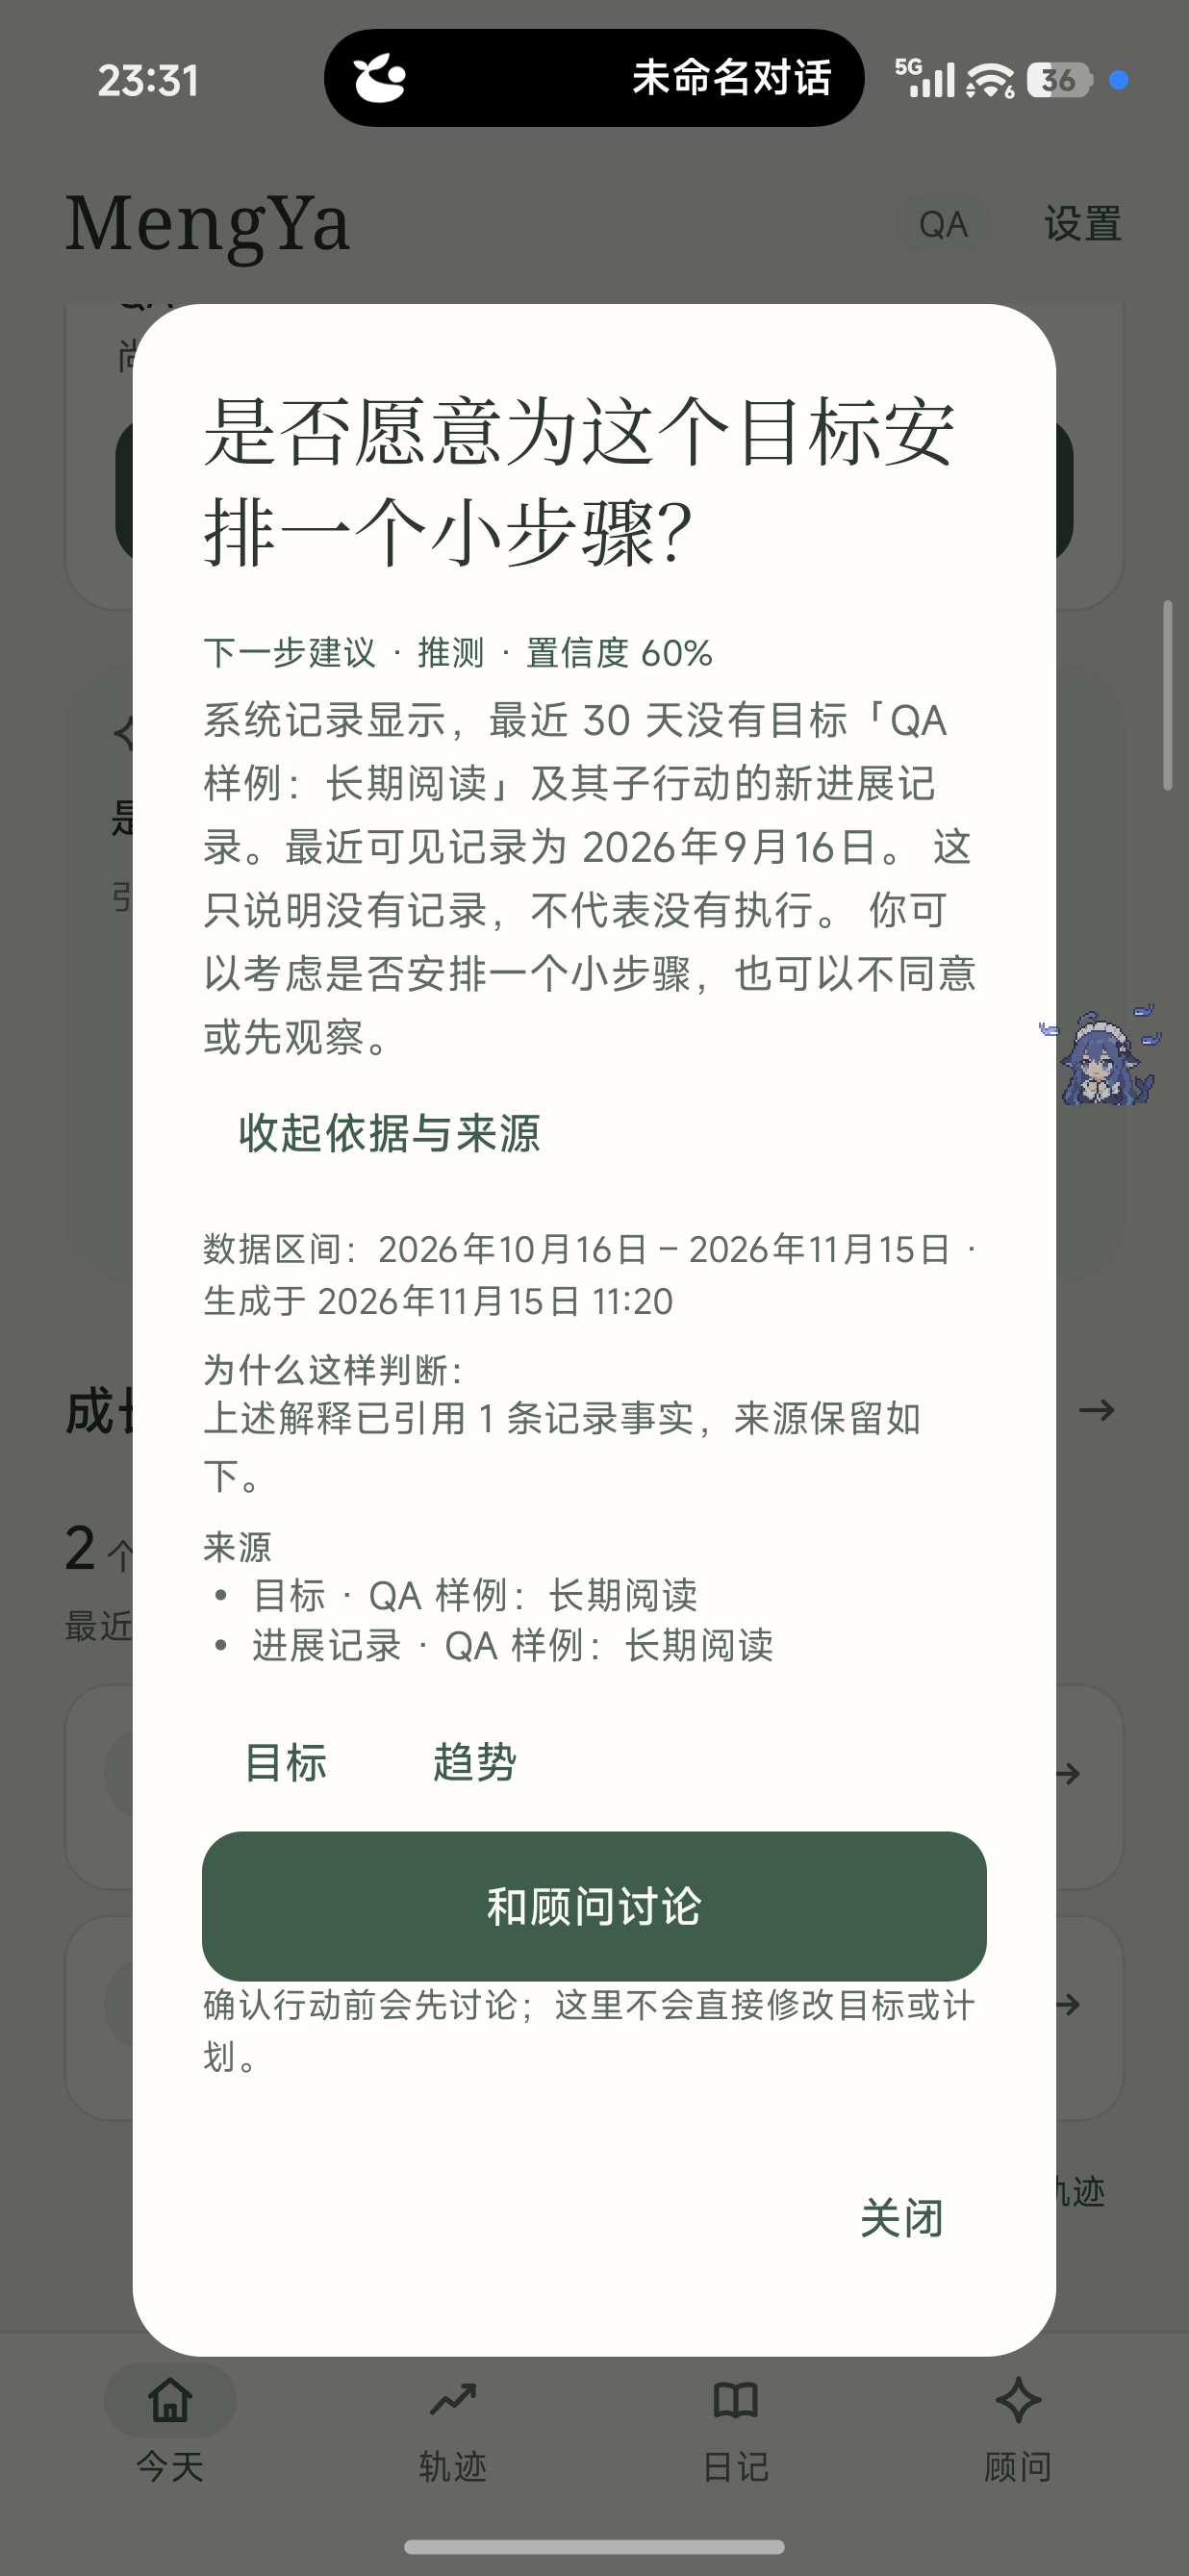 23:31
未命名对话
5G
6
36
MengYa
QA
设置
是否愿意为这个目标安
排一个小步骤?
下一步建议 · 推测 · 置信度 60%
系统记录显示，最近 30 天没有目标「QA
样例：长期阅读」及其子行动的新进展记
录。最近可见记录为 2026年9月16日。 这
只说明没有记录，不代表没有执行。 你可
以考虑是否安排一个小步骤，也可以不同意
或先观察。
收起依据与来源
数据区间：2026年10月16日 – 2026年11月15日 ·
生成于 2026年11月15日 11:20
为什么这样判断：
上述解释已引用 1 条记录事实，来源保留如
下。
来源
• 目标 · QA 样例：长期阅读
• 进展记录 · QA 样例：长期阅读
目标
趋势
和顾问讨论
确认行动前会先讨论；这里不会直接修改目标或计
划。
关闭
2 个
最近
轨迹
今天
轨迹
日记
顾问